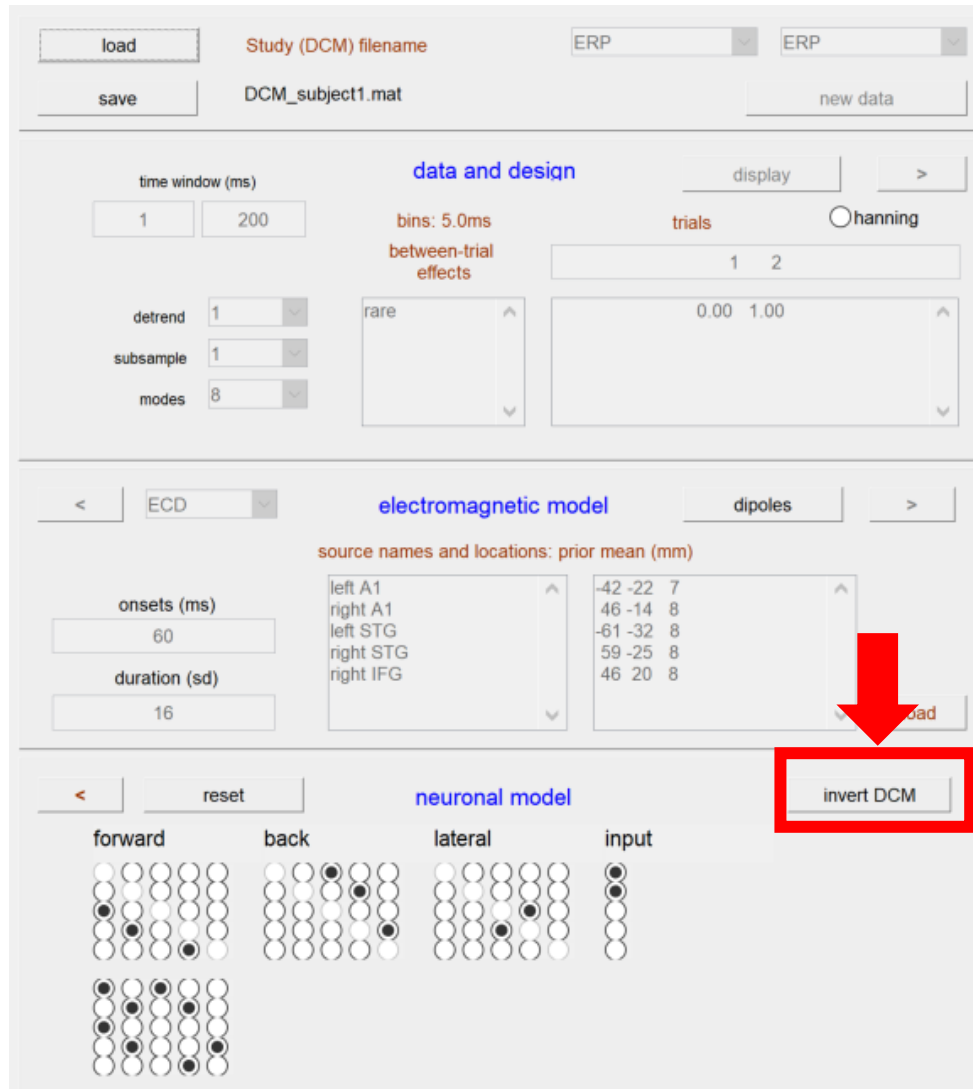 load Study (DCM) filename ERP ERP
save DCM_subject1.mat new data
data and design display >
time window (ms)
1 200 bins: 5.0ms trials hanning
between-trial
effects
1 2
detrend 1 rare 0.00 1.00
subsample 1
modes 8
< ECD electromagnetic model dipoles >
source names and locations: prior mean (mm)
left A1 -42 -22 7
onsets (ms) right A1 46 -14 8
60 left STG -61 -32 8
right STG 59 -25 8
duration (sd) right IFG 46 20 8
16
< reset neuronal model invert DCM
forward back lateral input